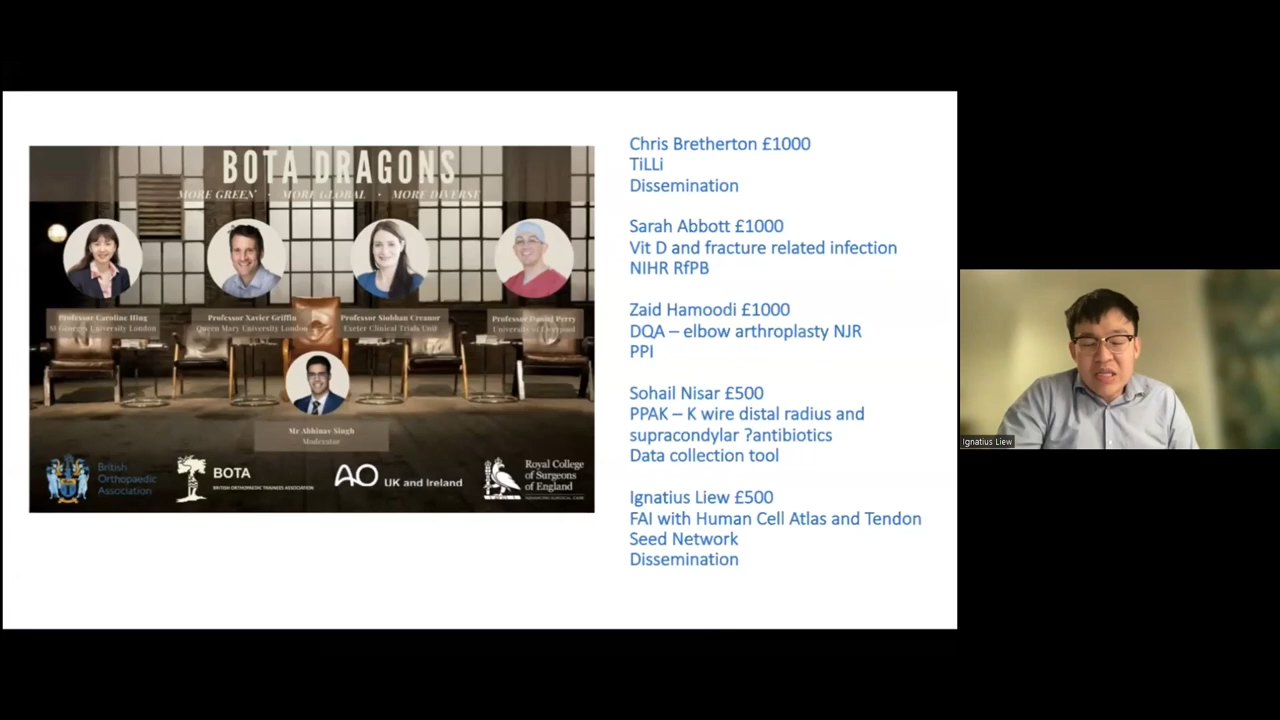 BOTA DRAGONS
MORE GREEN · MORE GLOBAL · MORE DIVERSE
Professor Caroline Hing
St Georges University London
Professor Xavier Griffin
Queen Mary University London
Professor Siobhan Creanor
Exeter Clinical Trials Unit
Professor Daniel Perry
University of Liverpool
Mr Abhinav Singh
Moderator
British
Orthopaedic
Association
BOTA
BRITISH ORTHOPAEDIC TRAINEES ASSOCIATION
AO UK and Ireland
Royal College
of Surgeons
of England
ADVANCING SURGICAL CARE
Chris Bretherton £1000
TiLLi
Dissemination
Sarah Abbott £1000
Vit D and fracture related infection
NIHR RfPB
Zaid Hamoodi £1000
DQA – elbow arthroplasty NJR
PPI
Sohail Nisar £500
PPAK – K wire distal radius and
supracondylar ?antibiotics
Data collection tool
Ignatius Liew £500
FAI with Human Cell Atlas and Tendon
Seed Network
Dissemination
Ignatius Liew